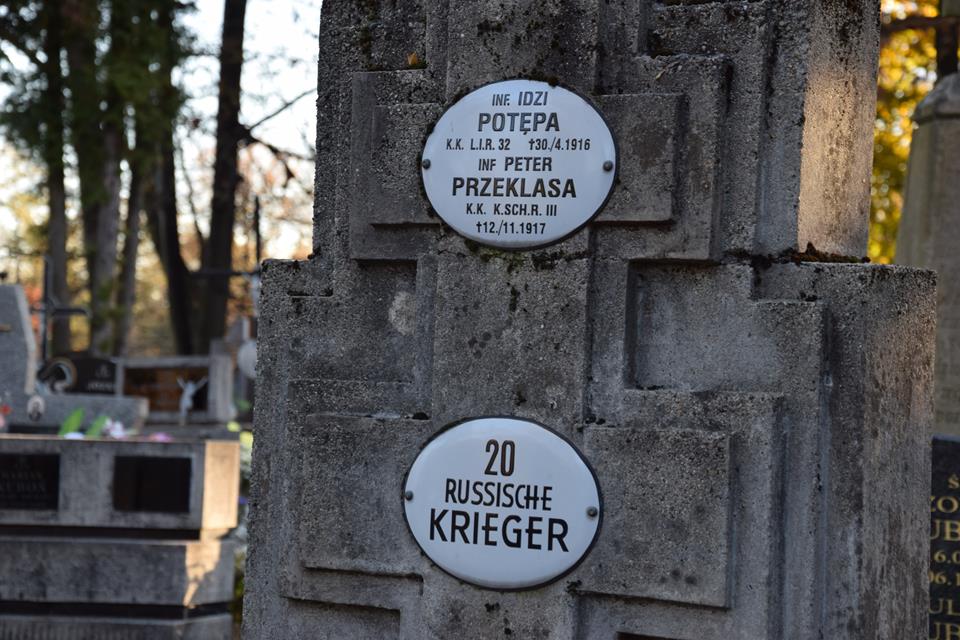 INF. IDZI
POTĘPA
K.K. L.I.R. 32 †30./4.1916
INF PETER
PRZEKLASA
K.K. K.SCH.R. III
†12./11.1917
20
RUSSISCHE
KRIEGER